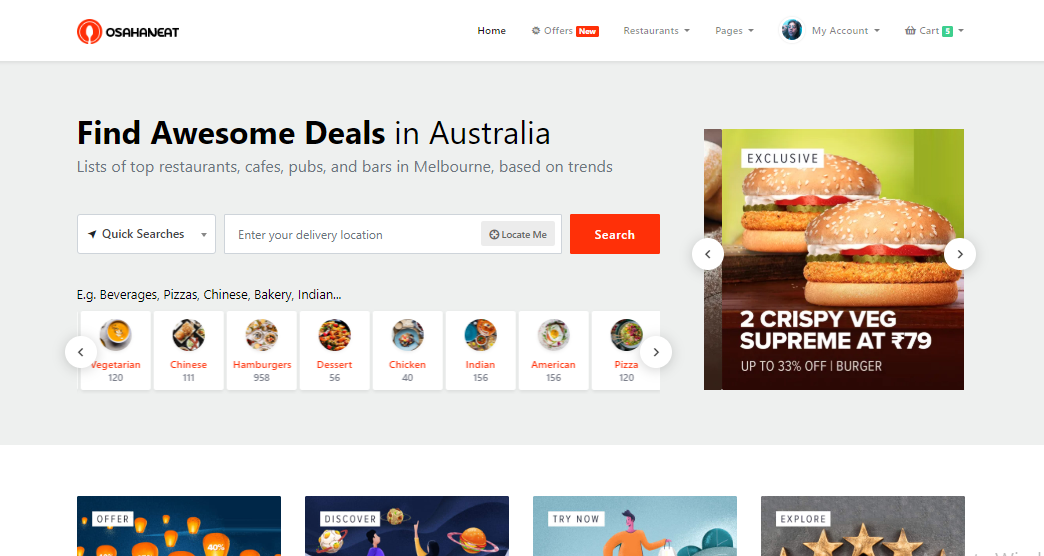 OSAHANEAT
Home
Offers New
Restaurants
Pages
My Account
Cart 5
Find Awesome Deals in Australia
Lists of top restaurants, cafes, pubs, and bars in Melbourne, based on trends
Quick Searches
Enter your delivery location
Locate Me
Search
E.g. Beverages, Pizzas, Chinese, Bakery, Indian...
Vegetarian
120
Chinese
111
Hamburgers
958
Dessert
56
Chicken
40
Indian
156
American
156
Pizza
120
EXCLUSIVE
2 CRISPY VEG
SUPREME AT ₹79
UP TO 33% OFF | BURGER
OFFER
40%
DISCOVER
TRY NOW
EXPLORE